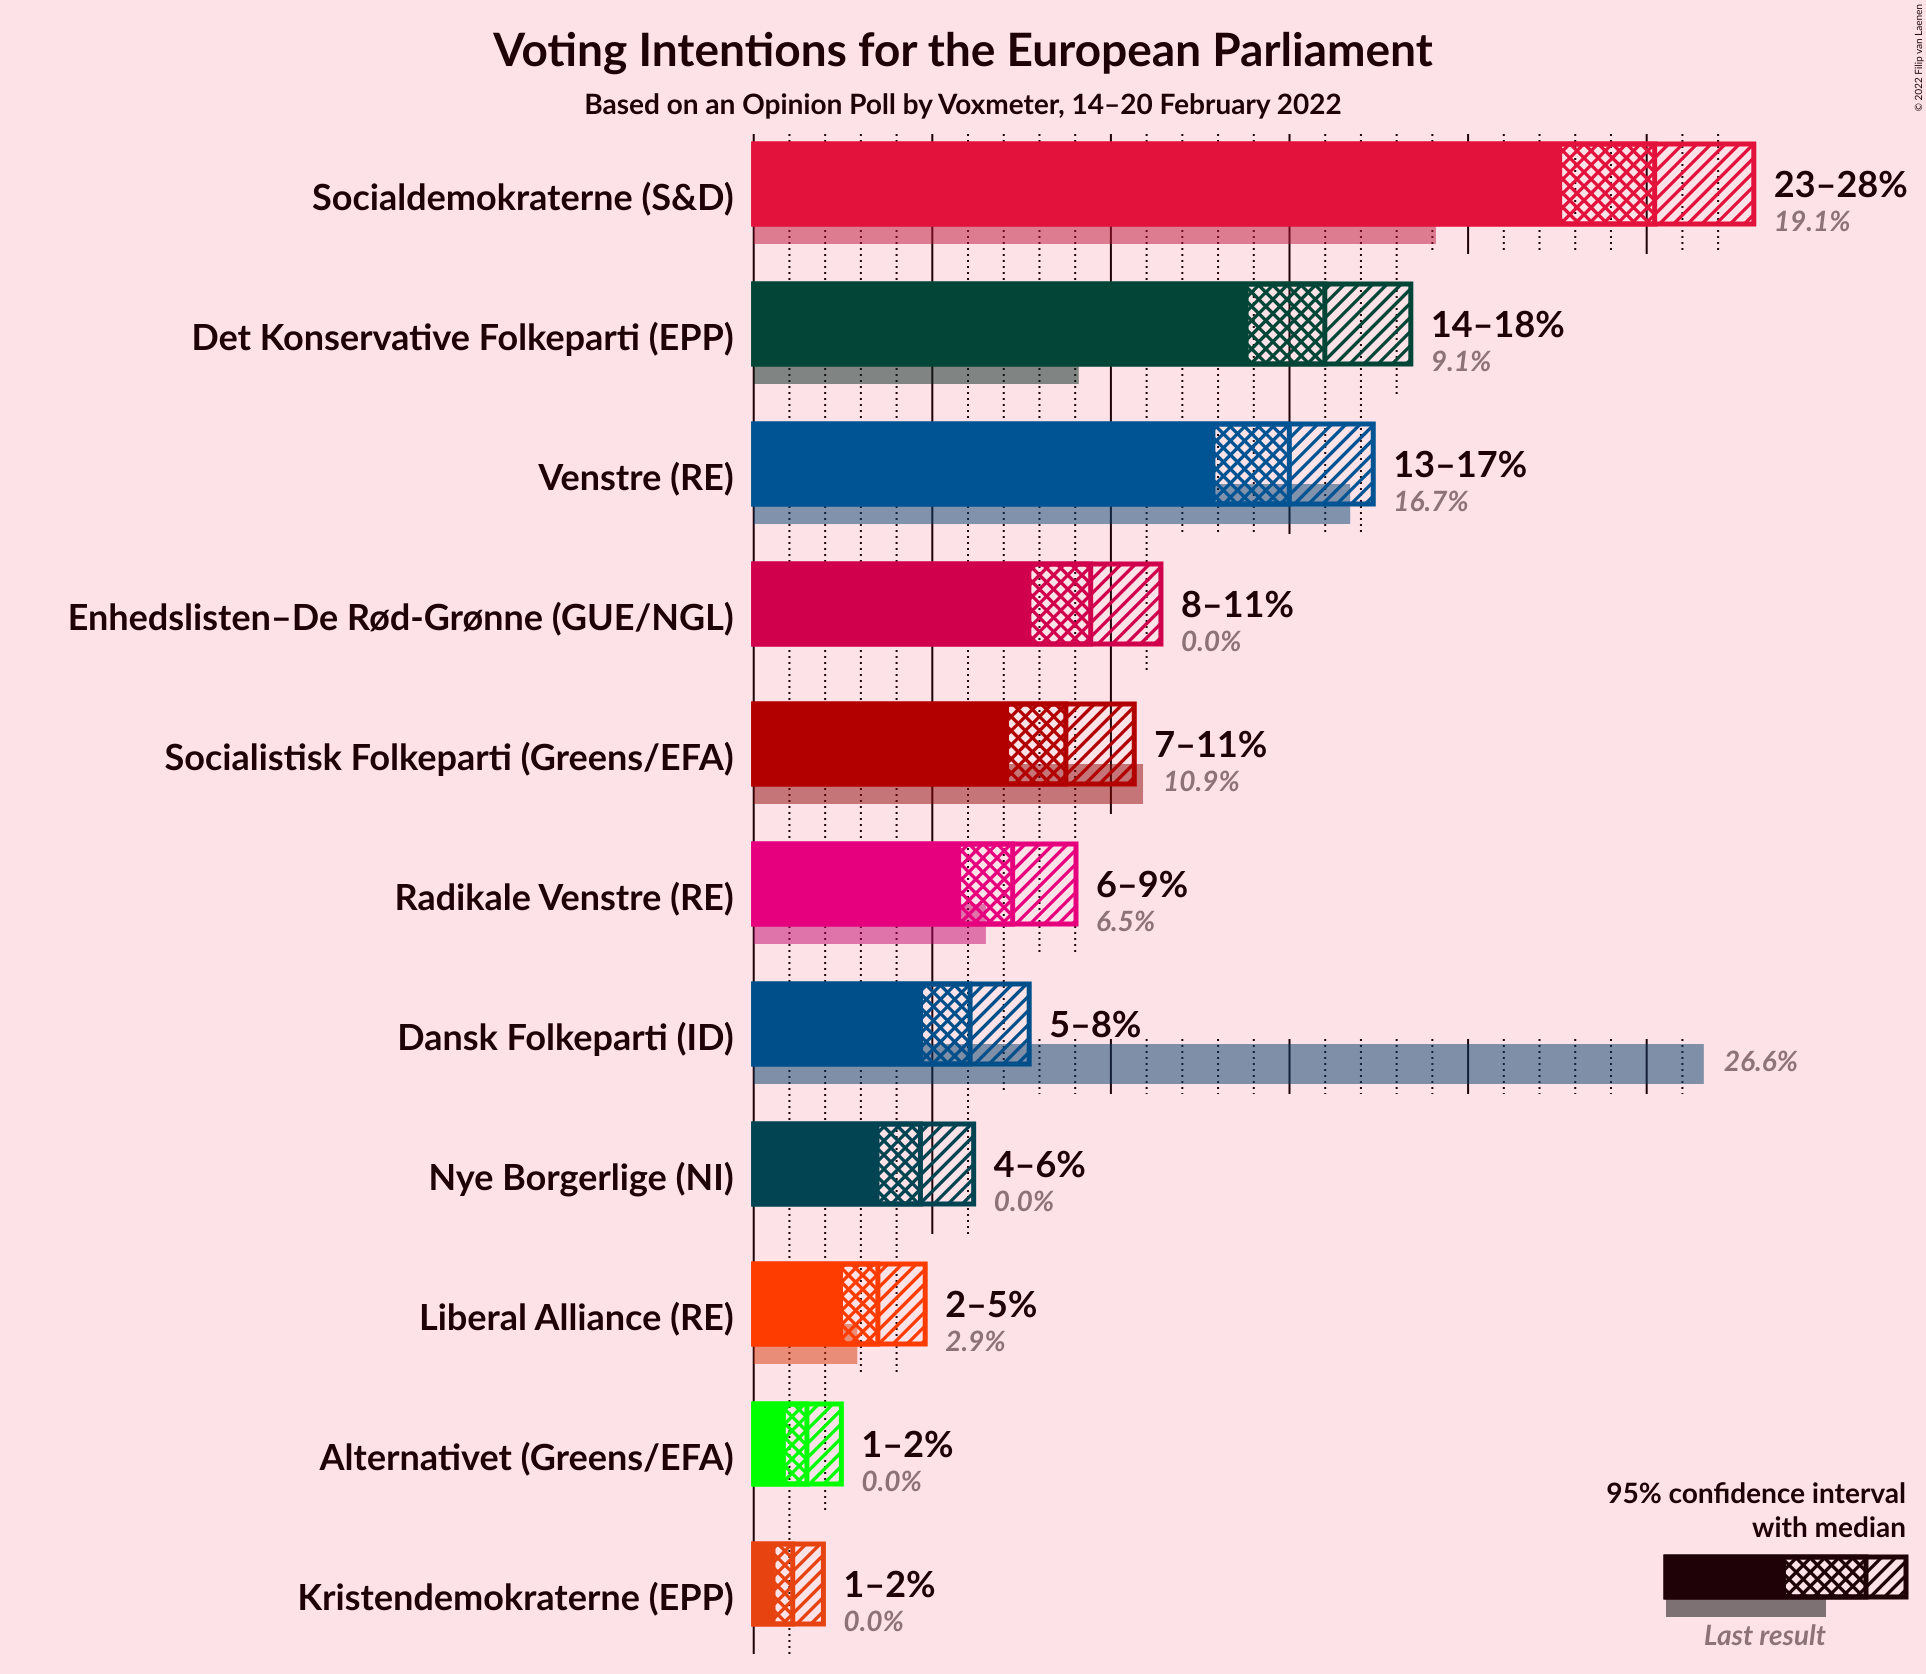 Voting Intentions for the European Parliament
Based on an Opinion Poll by Voxmeter, 14–20 February 2022
© 2022 Filip van Laenen
Socialdemokraterne (S&D)
23–28%
19.1%
Det Konservative Folkeparti (EPP)
14–18%
9.1%
Venstre (RE)
13–17%
16.7%
Enhedslisten–De Rød-Grønne (GUE/NGL)
8–11%
0.0%
Socialistisk Folkeparti (Greens/EFA)
7–11%
10.9%
Radikale Venstre (RE)
6–9%
6.5%
Dansk Folkeparti (ID)
5–8%
26.6%
Nye Borgerlige (NI)
4–6%
0.0%
Liberal Alliance (RE)
2–5%
2.9%
Alternativet (Greens/EFA)
1–2%
0.0%
Kristendemokraterne (EPP)
1–2%
0.0%
95% confidence interval
with median
Last result